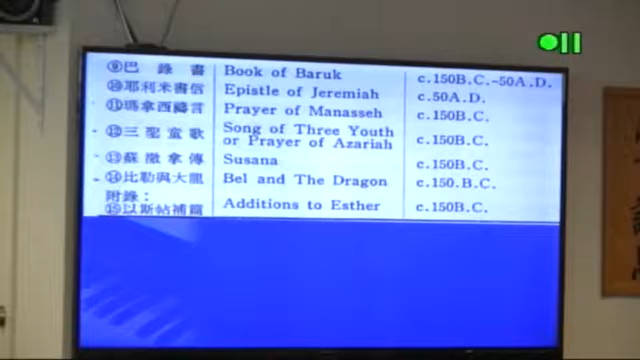 ⑨巴錄書 Book of Baruk c.150B.C.-50A.D.
⑩耶利米書信 Epistle of Jeremiah c.50A.D.
⑪瑪拿西禱言 Prayer of Manasseh c.150B.C.
⑫三聖童歌 Song of Three Youth or Prayer of Azariah c.150B.C.
⑬蘇撒拿傳 Susana c.150B.C.
⑭比勒與大龍 Bel and The Dragon c.150.B.C.
附錄：
⑮以斯帖補篇 Additions to Esther c.150B.C.